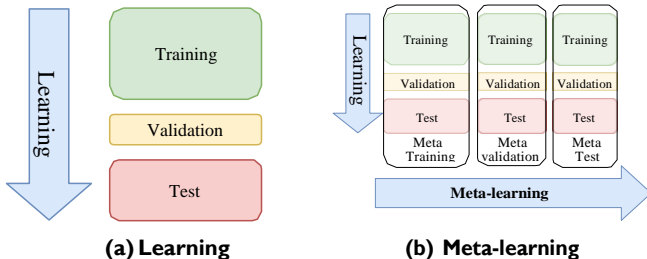 Learning
Training
Validation
Test
(a) Learning
Learning
Training
Training
Training
Validation
Validation
Validation
Test
Test
Test
Meta
Training
Meta
validation
Meta
Test
Meta-learning
(b) Meta-learning